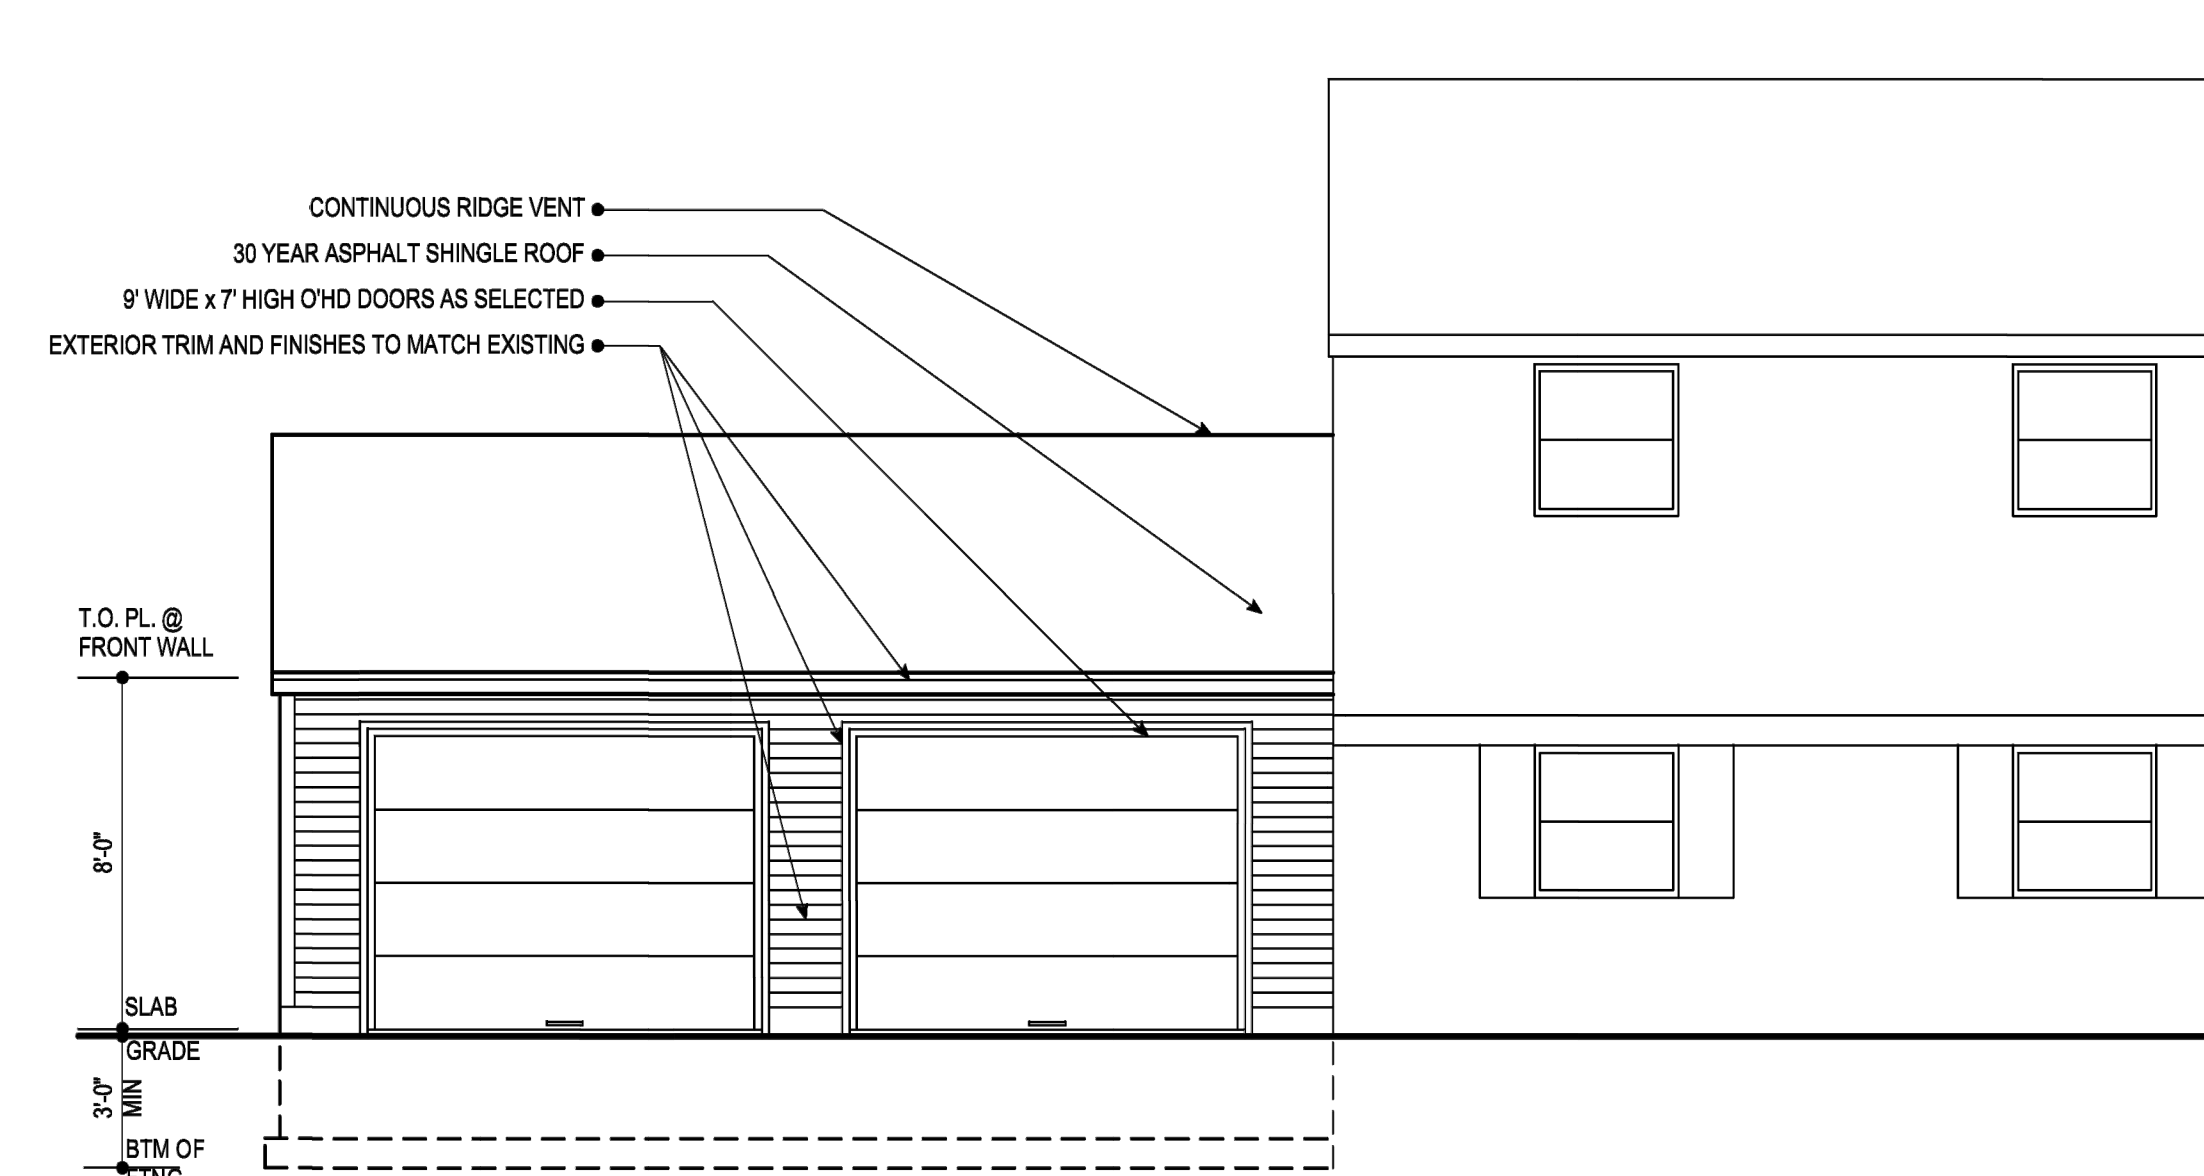 CONTINUOUS RIDGE VENT
30 YEAR ASPHALT SHINGLE ROOF
9' WIDE x 7' HIGH O'HD DOORS AS SELECTED
EXTERIOR TRIM AND FINISHES TO MATCH EXISTING
T.O. PL. @
FRONT WALL
8'-0"
SLAB
GRADE
3'-0"
MIN
BTM OF
FTNG